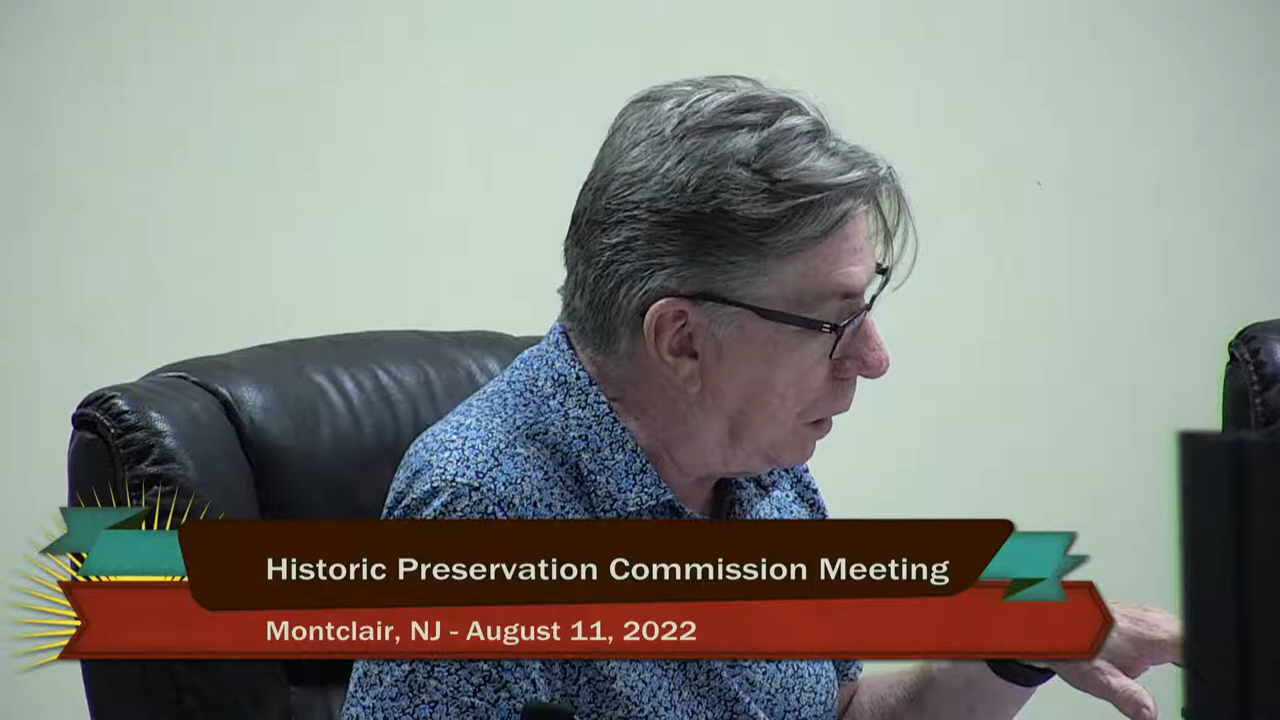 Historic Preservation Commission Meeting
Montclair, NJ - August 11, 2022